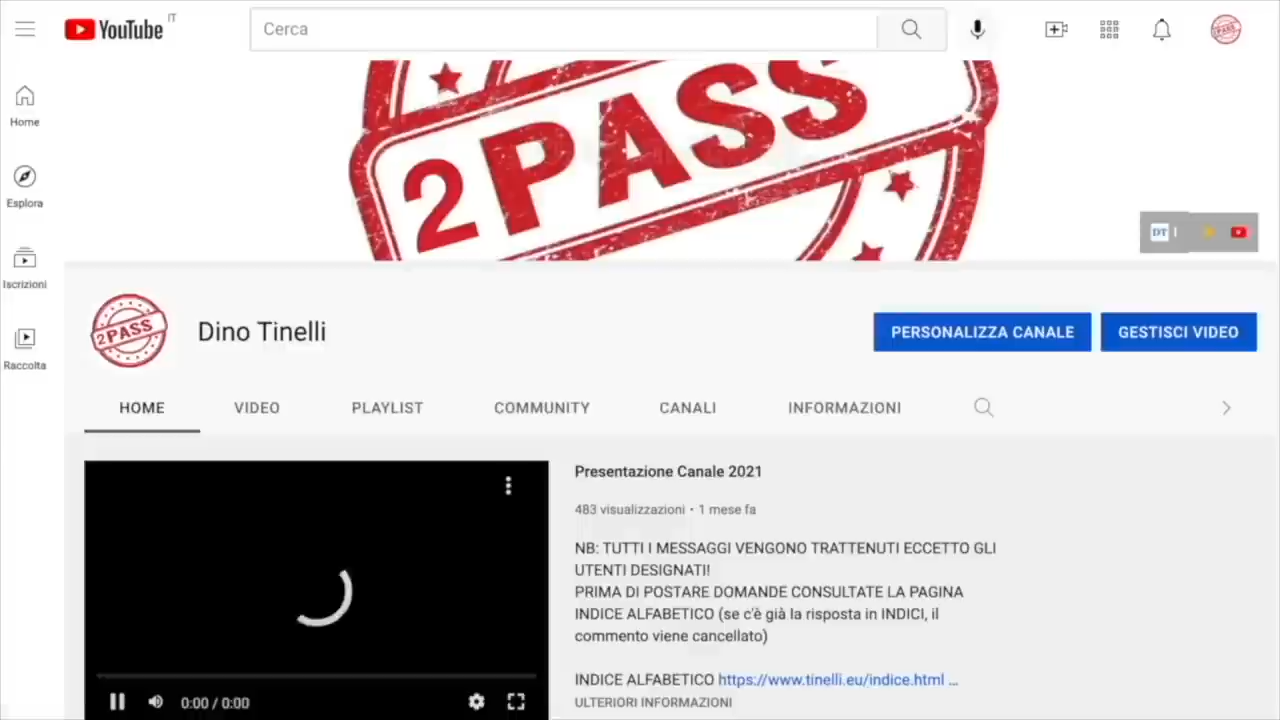 YouTube IT
Cerca
2PASS
Home
Esplora
Iscrizioni
Raccolta
2PASS
DT
2PASS
Dino Tinelli
PERSONALIZZA CANALE
GESTISCI VIDEO
HOME
VIDEO
PLAYLIST
COMMUNITY
CANALI
INFORMAZIONI
Presentazione Canale 2021
483 visualizzazioni • 1 mese fa
NB: TUTTI I MESSAGGI VENGONO TRATTENUTI ECCETTO GLI
UTENTI DESIGNATI!
PRIMA DI POSTARE DOMANDE CONSULTATE LA PAGINA
INDICE ALFABETICO (se c'è già la risposta in INDICI, il
commento viene cancellato)
INDICE ALFABETICO https://www.tinelli.eu/indice.html ...
ULTERIORI INFORMAZIONI
0:00 / 0:00